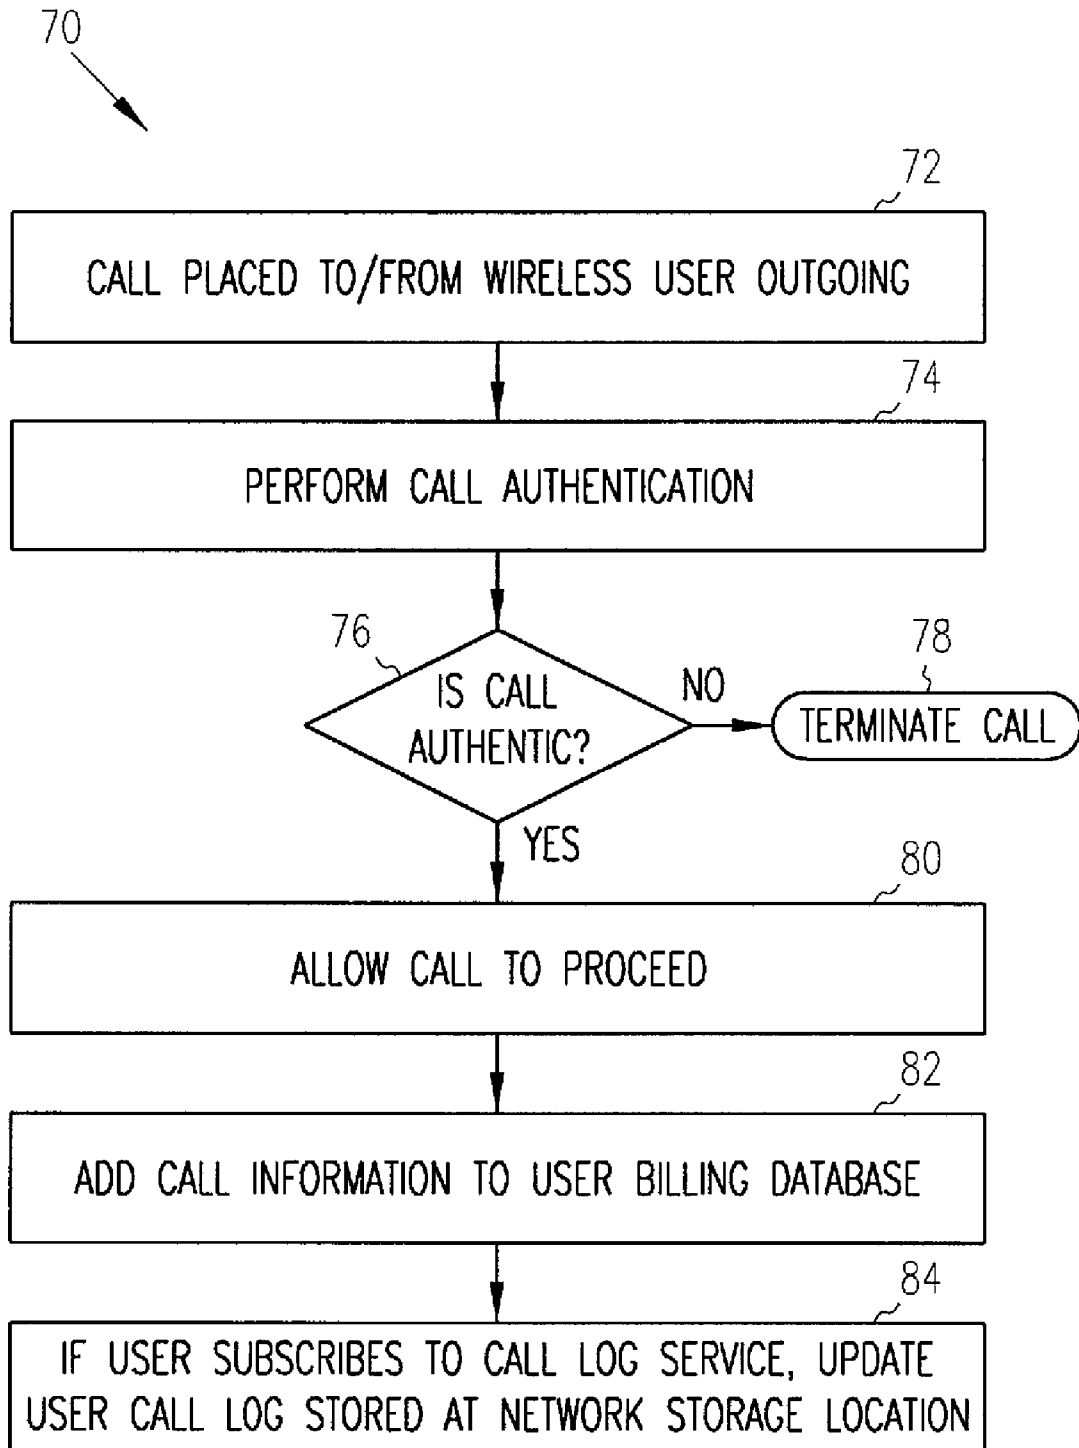 70
72
CALL PLACED TO/FROM WIRELESS USER OUTGOING
74
PERFORM CALL AUTHENTICATION
76
IS CALL
AUTHENTIC?
NO
78
TERMINATE CALL
YES
80
ALLOW CALL TO PROCEED
82
ADD CALL INFORMATION TO USER BILLING DATABASE
84
IF USER SUBSCRIBES TO CALL LOG SERVICE, UPDATE
USER CALL LOG STORED AT NETWORK STORAGE LOCATION